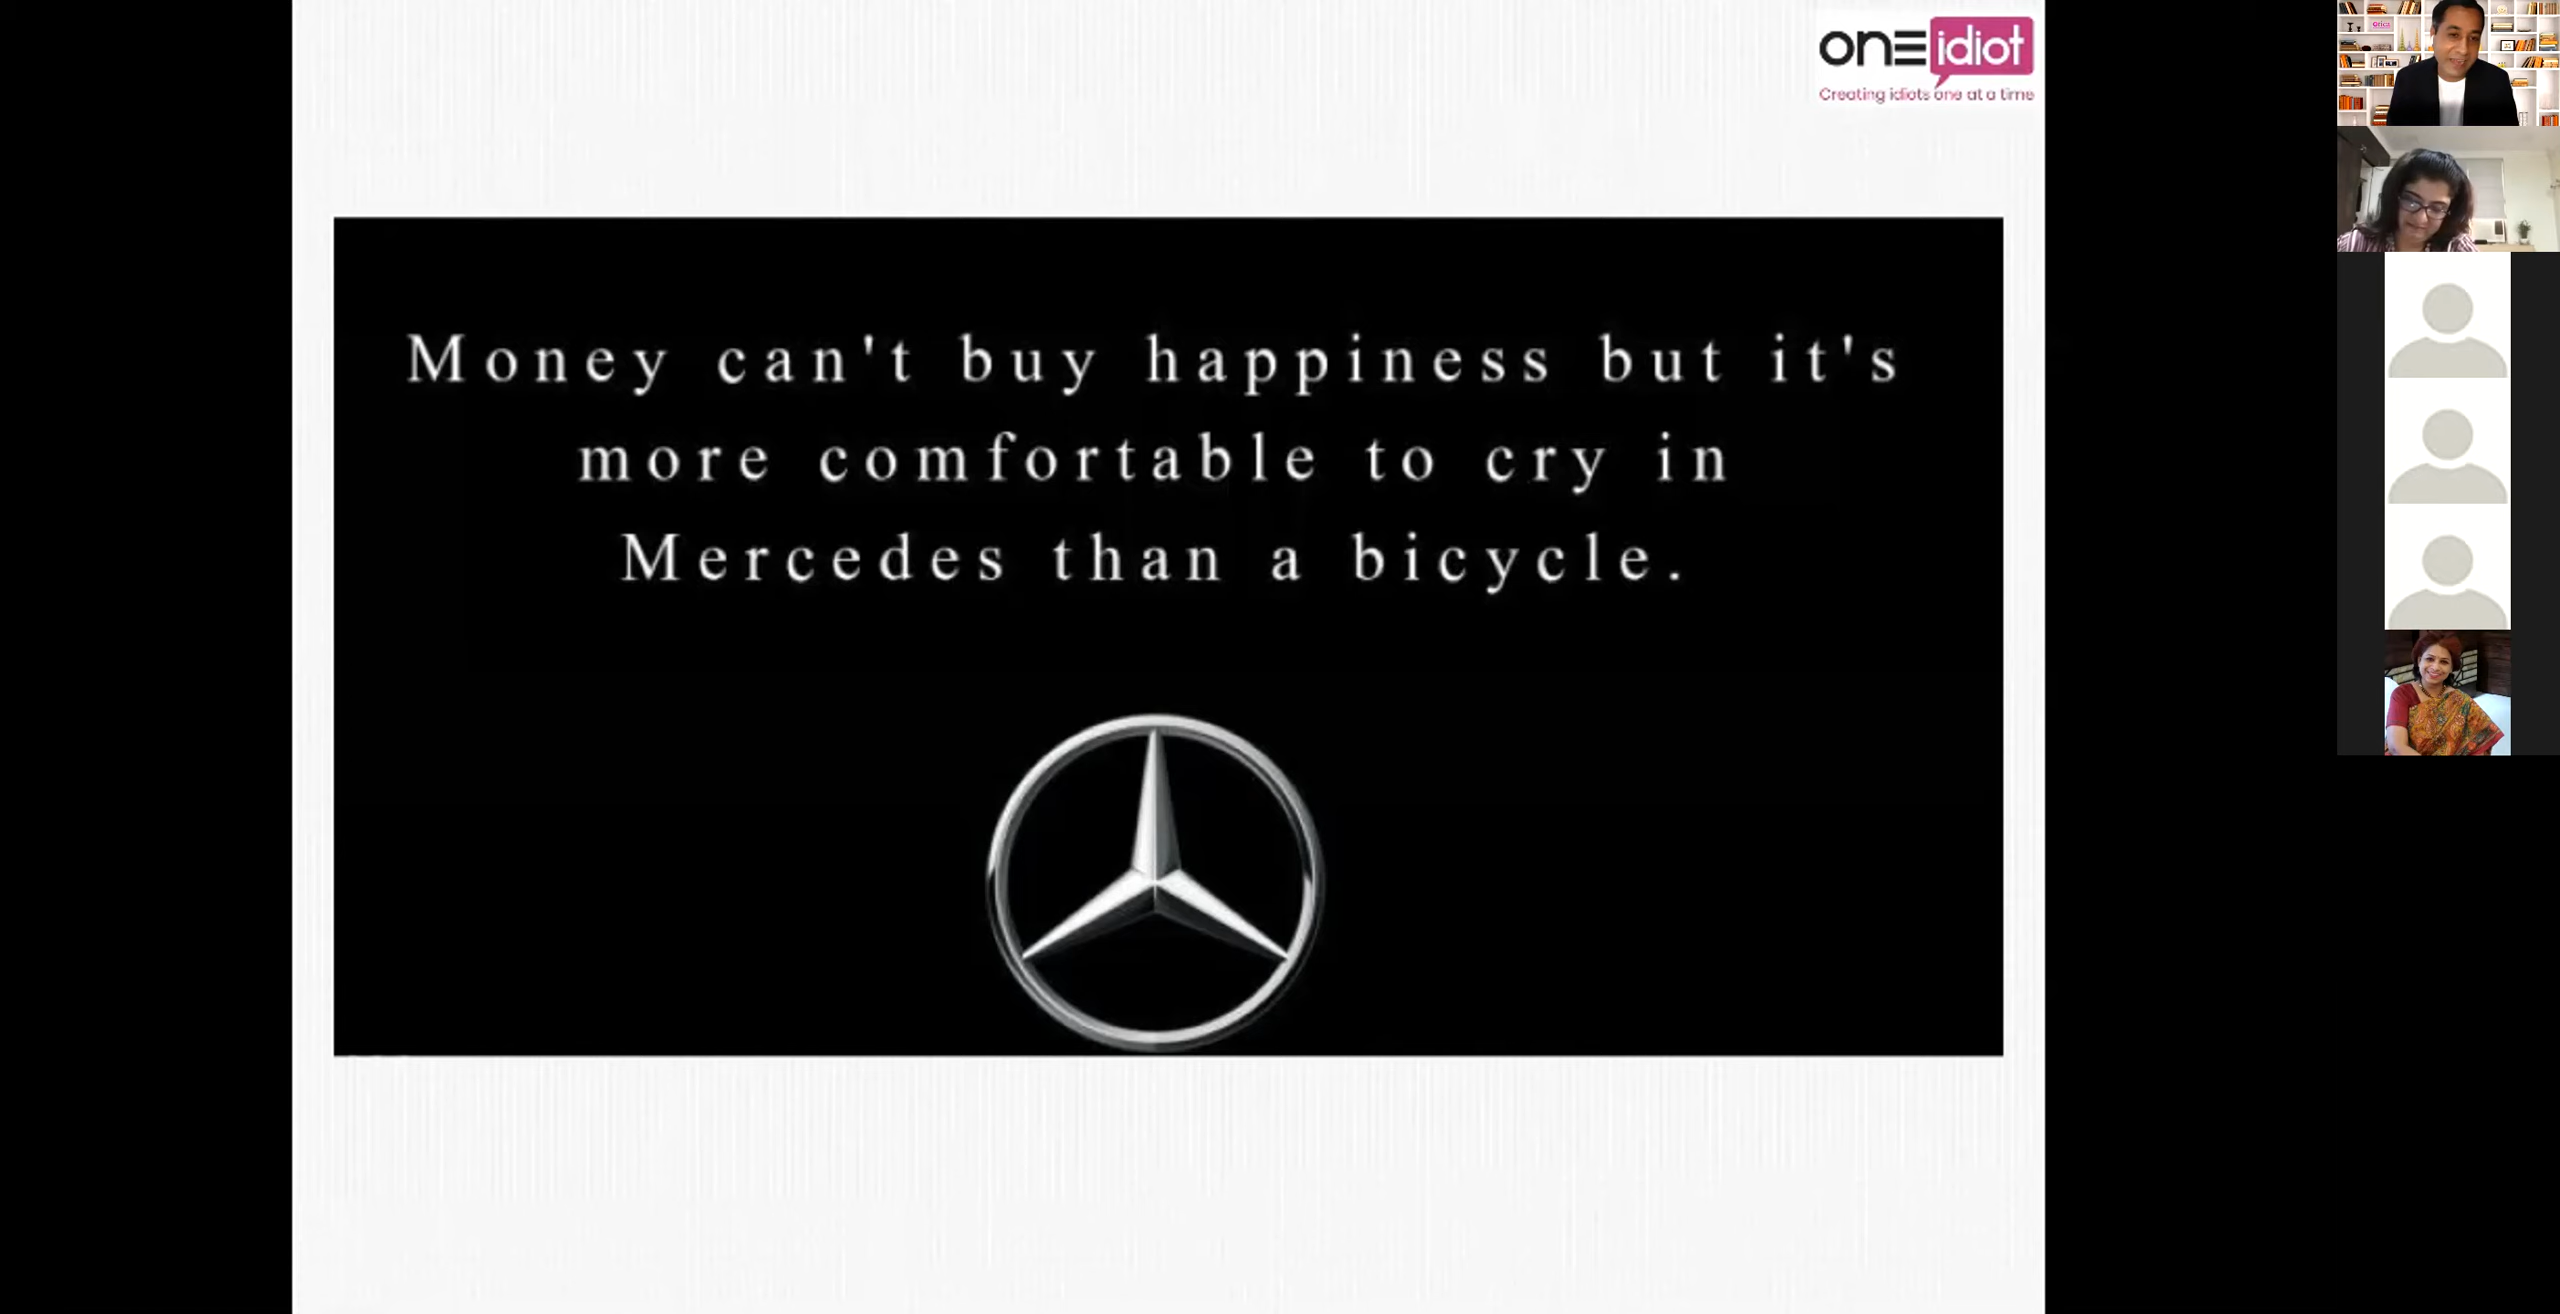 one idiot
Creating idiots one at a time
Money can't buy happiness but it's
more comfortable to cry in
Mercedes than a bicycle.